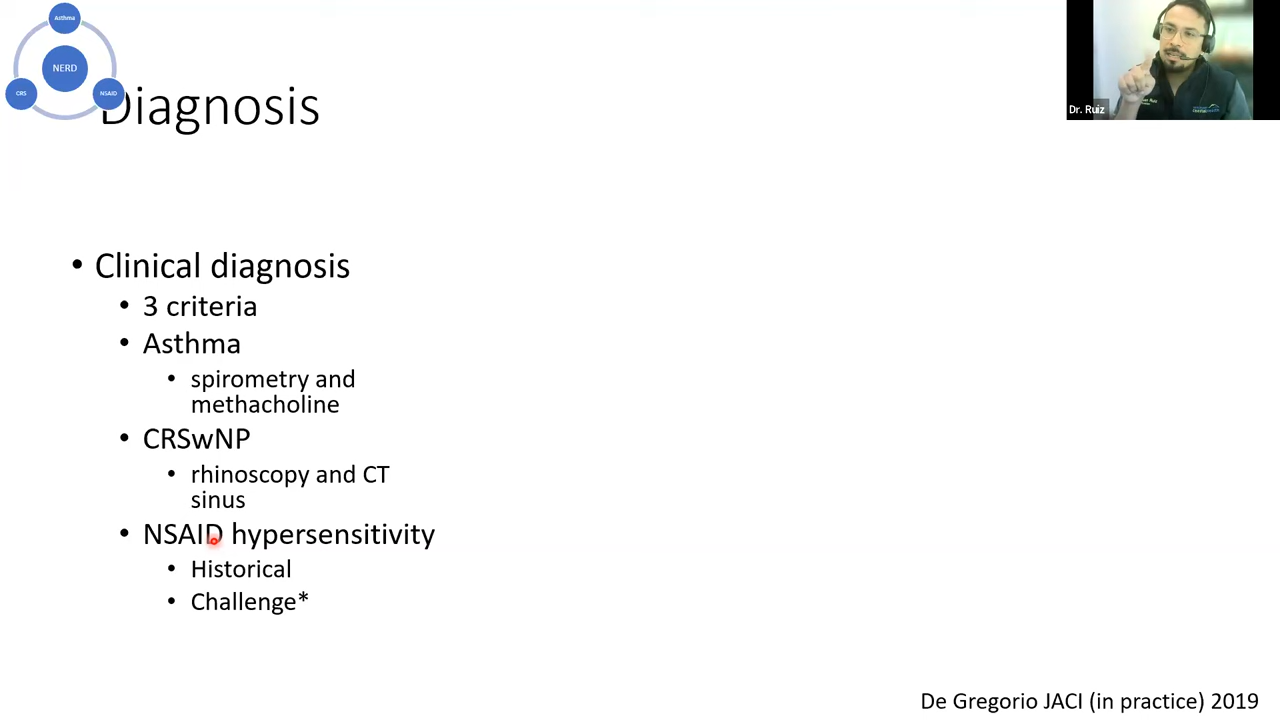 Asthma
NERD
CRS
NSAID
Diagnosis
Dr. Ruiz
• Clinical diagnosis
• 3 criteria
• Asthma
• spirometry and
methacholine
• CRSwNP
• rhinoscopy and CT
sinus
• NSAID hypersensitivity
• Historical
• Challenge*
De Gregorio JACI (in practice) 2019